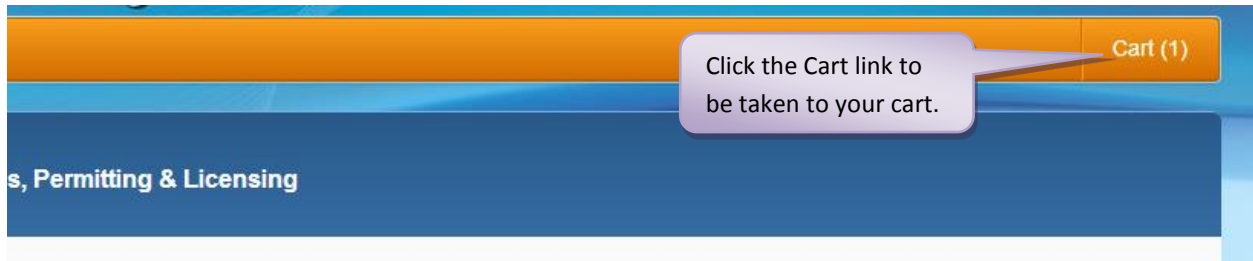 Cart (1)
Click the Cart link to
be taken to your cart.
s, Permitting & Licensing